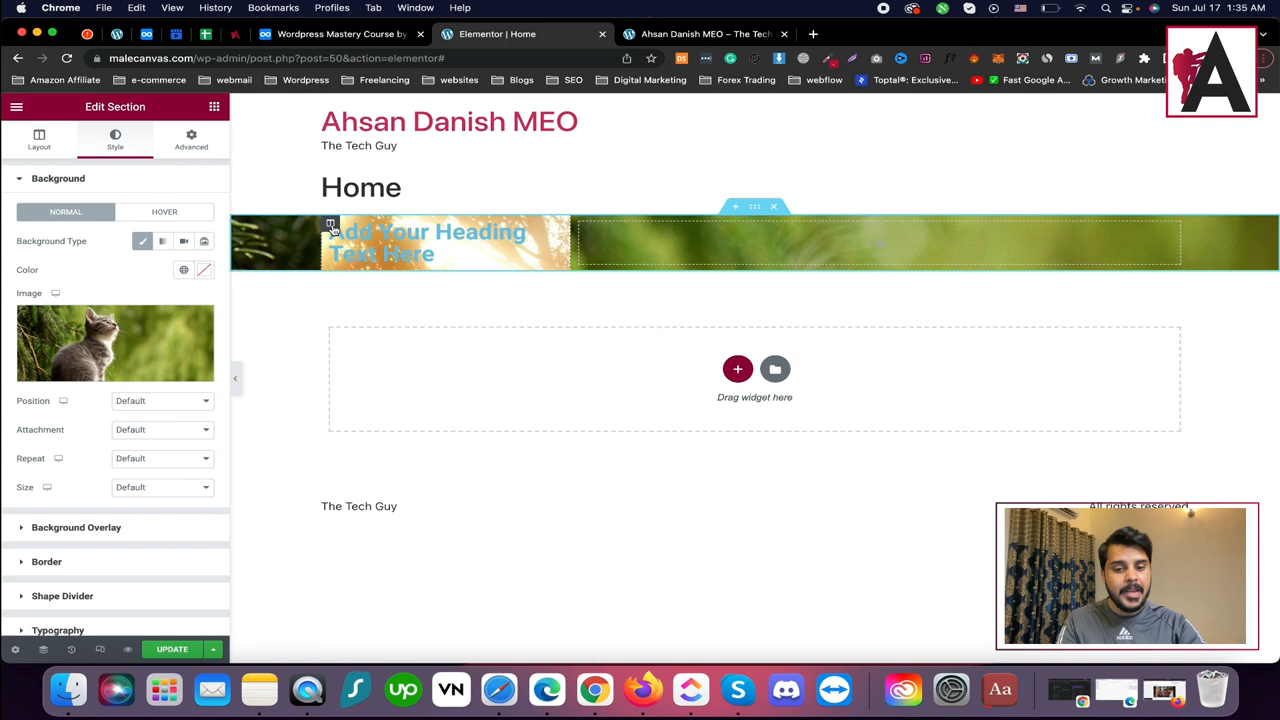 Chrome File Edit View History Bookmarks Profiles Tab Window Help Sun Jul 17 1:35 AM
Wordpress Mastery Course by Elementor | Home Ahsan Danish MEO – The Tech
malecanvas.com/wp-admin/post.php?post=50&action=elementor#
Amazon Affiliate e-commerce webmail Wordpress Freelancing websites Blogs SEO Digital Marketing Forex Trading webflow Toptal®: Exclusive... Fast Google A... Growth Market
A
Edit Section
Layout Style Advanced
Background
NORMAL HOVER
Background Type
Color
Image
Position Default
Attachment Default
Repeat Default
Size Default
Background Overlay
Border
Shape Divider
Typography
UPDATE
Ahsan Danish MEO
The Tech Guy
Home
Add Your Heading
Text Here
Drag widget here
The Tech Guy
All rights reserved
adidas
Up VN Aa